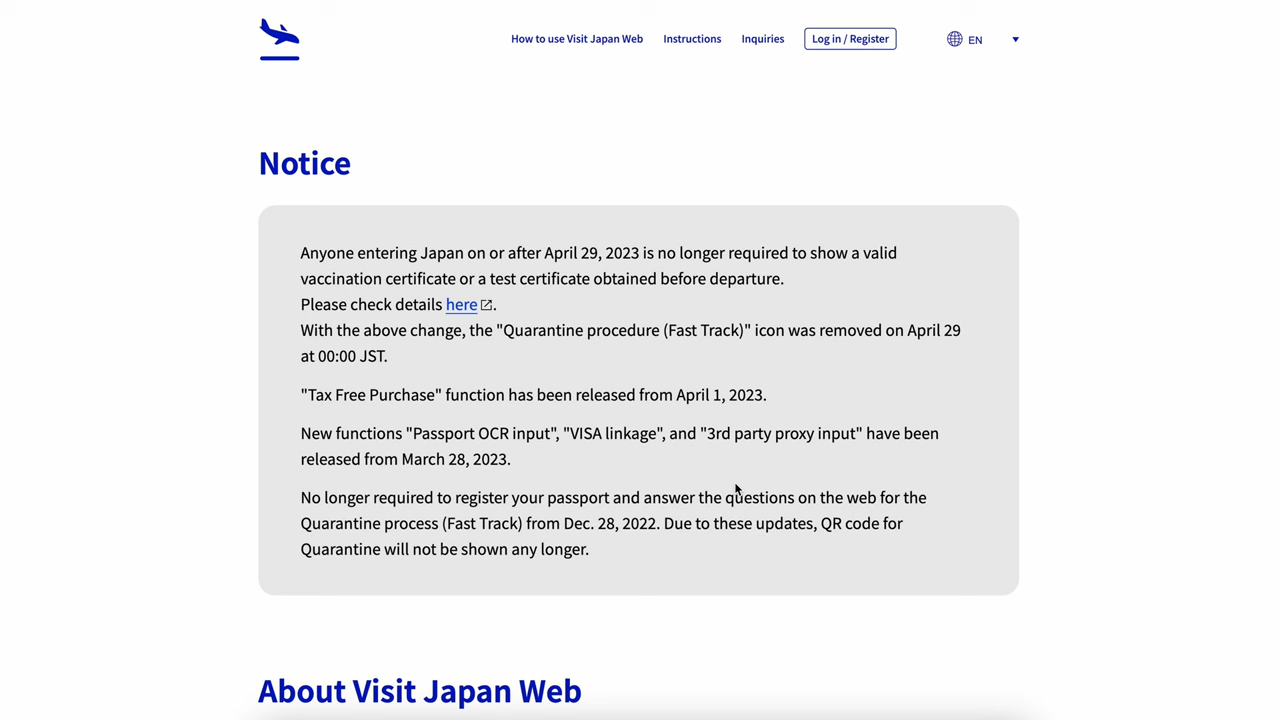 How to use Visit Japan Web Instructions Inquiries Log in / Register EN
Notice
Anyone entering Japan on or after April 29, 2023 is no longer required to show a valid
vaccination certificate or a test certificate obtained before departure.
Please check details here.
With the above change, the "Quarantine procedure (Fast Track)" icon was removed on April 29
at 00:00 JST.
"Tax Free Purchase" function has been released from April 1, 2023.
New functions "Passport OCR input", "VISA linkage", and "3rd party proxy input" have been
released from March 28, 2023.
No longer required to register your passport and answer the questions on the web for the
Quarantine process (Fast Track) from Dec. 28, 2022. Due to these updates, QR code for
Quarantine will not be shown any longer.
About Visit Japan Web